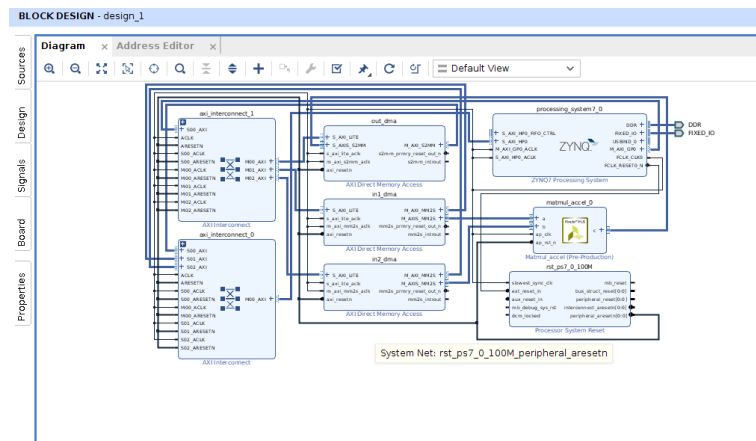 BLOCK DESIGN - design_1
Diagram
Address Editor
Default View
Sources
Design
Signals
Board
Properties
axi_interconnect_1
S00_AXI
ACLK
ARESETN
S00_ACLK
S00_ARESETN
M00_ACLK
M00_ARESETN
M01_ACLK
M01_ARESETN
M02_ACLK
M02_ARESETN
M00_AXI
M01_AXI
M02_AXI
AXI Interconnect
axi_interconnect_0
S00_AXI
S01_AXI
S02_AXI
ACLK
ARESETN
S00_ACLK
S00_ARESETN
M00_ACLK
M00_ARESETN
S01_ACLK
S01_ARESETN
S02_ACLK
S02_ARESETN
M00_AXI
AXI Interconnect
out_dma
S_AXI_LITE
S_AXIS_S2MM
s_axi_lite_aclk
m_axi_s2mm_aclk
axi_resetn
M_AXI_S2MM
s2mm_prmry_reset_out_n
s2mm_introut
AXI Direct Memory Access
in1_dma
S_AXI_LITE
s_axi_lite_aclk
m_axi_mm2s_aclk
axi_resetn
M_AXI_MM2S
M_AXIS_MM2S
mm2s_prmry_reset_out_n
mm2s_introut
AXI Direct Memory Access
in2_dma
S_AXI_LITE
s_axi_lite_aclk
m_axi_mm2s_aclk
axi_resetn
M_AXI_MM2S
M_AXIS_MM2S
mm2s_prmry_reset_out_n
mm2s_introut
AXI Direct Memory Access
processing_system7_0
S_AXI_HP0_FIFO_CTRL
S_AXI_HP0
M_AXI_GP0_ACLK
S_AXI_HP0_ACLK
ZYNQ
DDR
FIXED_IO
USBIND_0
M_AXI_GP0
FCLK_CLK0
FCLK_RESET0_N
ZYNQ7 Processing System
DDR
FIXED_IO
matmul_accel_0
a
b
ap_clk
ap_rst_n
c
Matmul_accel (Pre-Production)
rst_ps7_0_100M
slowest_sync_clk
ext_reset_in
aux_reset_in
mb_debug_sys_rst
dcm_locked
mb_reset
bus_struct_reset[0:0]
peripheral_reset[0:0]
interconnect_aresetn[0:0]
peripheral_aresetn[0:0]
Processor System Reset
System Net: rst_ps7_0_100M_peripheral_aresetn